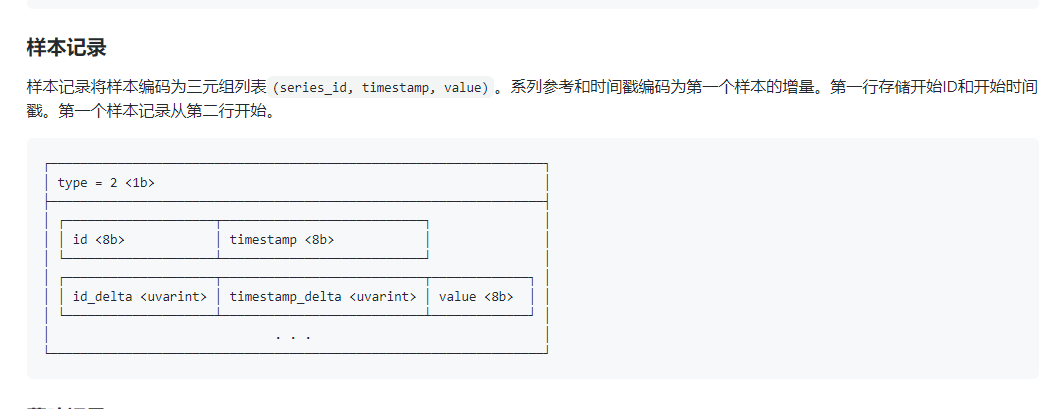 样本记录
样本记录将样本编码为三元组列表(series_id, timestamp, value)。系列参考和时间戳编码为第一个样本的增量。第一行存储开始ID和开始时间
戳。第一个样本记录从第二行开始。
type = 2 <1b>
id <8b> timestamp <8b>
id_delta <uvarint> timestamp_delta <uvarint> value <8b>
. . .